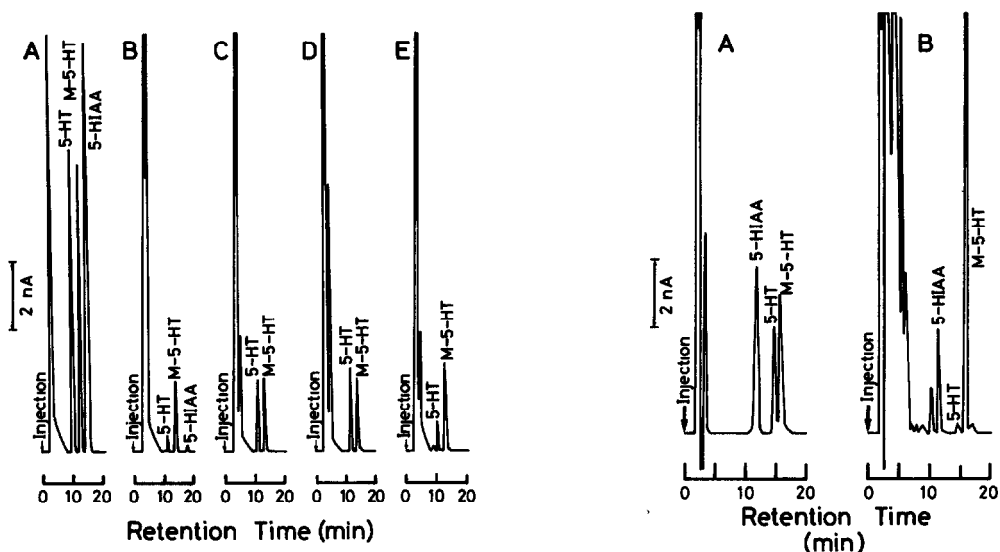 A
B
C
D
E
5-HT
M-5-HT
5-HIAA
5-HT
M-5-HT
5-HIAA
5-HT
M-5-HT
5-HT
M-5-HT
5-HT
M-5-HT
2 nA
Injection
Injection
Injection
Injection
Injection
0 10 20
0 10 20
0 10 20
0 10 20
0 10 20
Retention Time (min)
A
B
5-HIAA
5-HT
M-5-HT
5-HIAA
5-HT
M-5-HT
2 nA
Injection
Injection
0 10 20
0 10 20
Retention Time
(min)